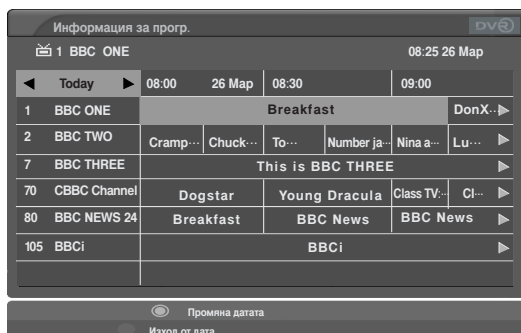 Информация за прогр. DVR
1 BBC ONE 08:25 26 Мар
Today 08:00 26 Мар 08:30 09:00
1 BBC ONE Breakfast DonX...
2 BBC TWO Cramp... Chuck... To... Number ja... Nina a... Lu...
7 BBC THREE This is BBC THREE
70 CBBC Channel Dogstar Young Dracula Class TV:... Cl...
80 BBC NEWS 24 Breakfast BBC News BBC News
105 BBCi BBCi
Промяна датата
Изход от дата